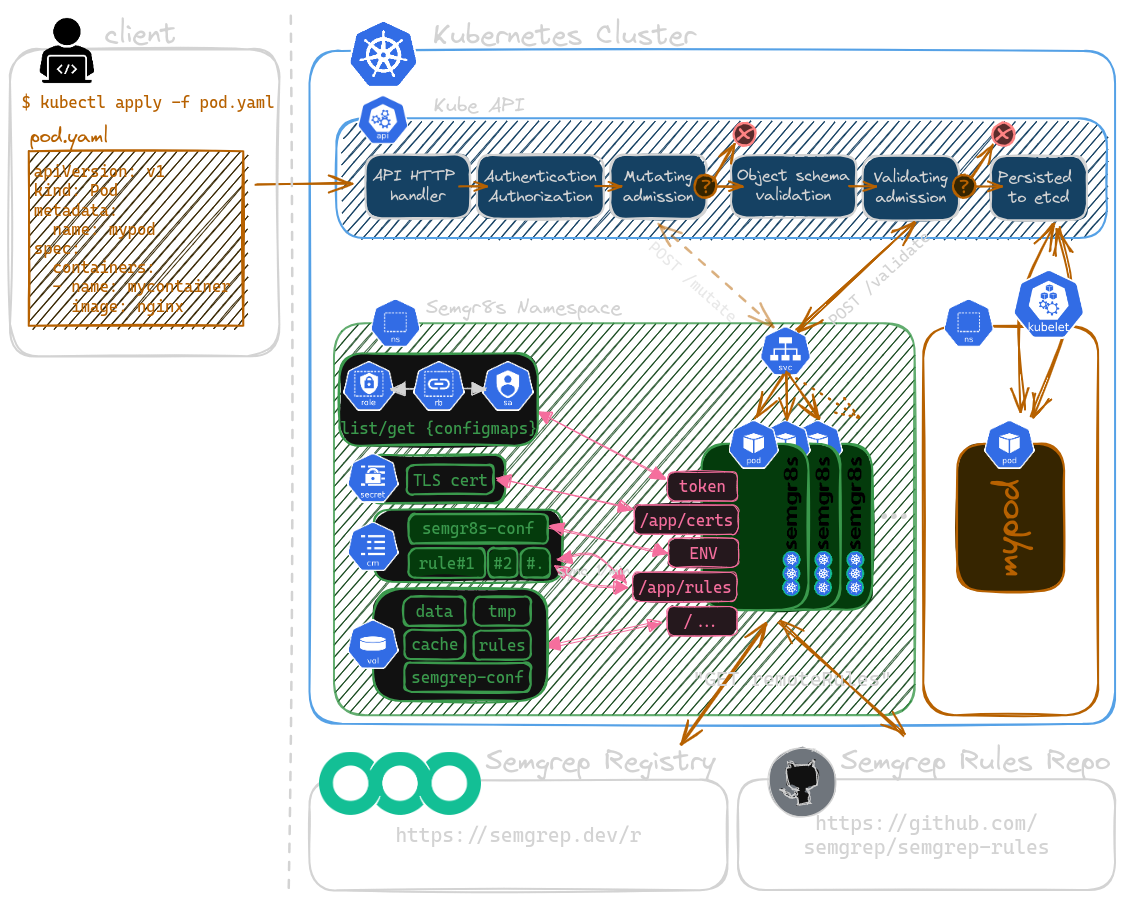 client
$ kubectl apply -f pod.yaml
pod.yaml
apiVersion: v1
kind: Pod
metadata:
name: mypod
spec:
containers:
- name: mycontainer
image: nginx
Kubernetes Cluster
Kube API
api
API HTTP
handler
Authentication
Authorization
Mutating
admission
?
Object schema
validation
Validating
admission
?
Persisted
to etcd
POST /mutate
POST /validate
Semgr8s Namespace
ns
svc
ns
kubelet
role
rb
sa
list/get {configmaps}
secret
TLS cert
cm
semgr8s-conf
rule#1
#2
#.
vol
data
tmp
cache
rules
semgrep-conf
token
/app/certs
ENV
/app/rules
/ ...
pod
semgr8s
semgr8s
semgr8s
pod
mypod
"GET remoteRules"
Semgrep Registry
https://semgrep.dev/r
Semgrep Rules Repo
https://github.com/
semgrep/semgrep-rules